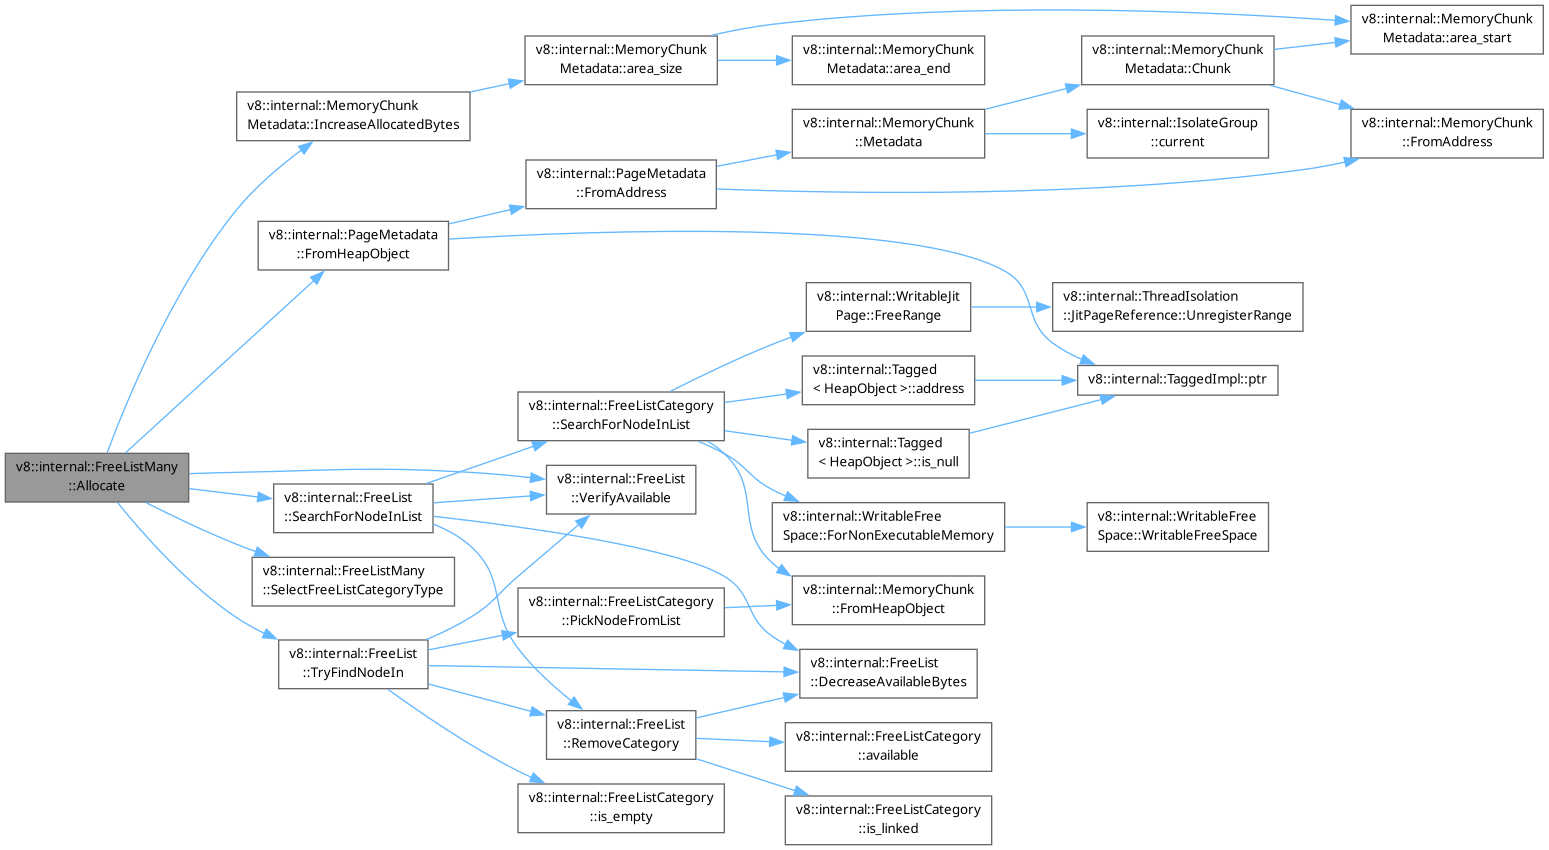 v8::internal::FreeListMany
::Allocate
v8::internal::MemoryChunk
Metadata::IncreaseAllocatedBytes
v8::internal::MemoryChunk
Metadata::area_size
v8::internal::MemoryChunk
Metadata::area_end
v8::internal::MemoryChunk
Metadata::area_start
v8::internal::PageMetadata
::FromHeapObject
v8::internal::PageMetadata
::FromAddress
v8::internal::MemoryChunk
::Metadata
v8::internal::MemoryChunk
Metadata::Chunk
v8::internal::IsolateGroup
::current
v8::internal::MemoryChunk
::FromAddress
v8::internal::FreeList
::SearchForNodeInList
v8::internal::FreeListCategory
::SearchForNodeInList
v8::internal::WritableJit
Page::FreeRange
v8::internal::ThreadIsolation
::JitPageReference::UnregisterRange
v8::internal::Tagged
< HeapObject >::address
v8::internal::TaggedImpl::ptr
v8::internal::Tagged
< HeapObject >::is_null
v8::internal::FreeList
::VerifyAvailable
v8::internal::WritableFree
Space::ForNonExecutableMemory
v8::internal::WritableFree
Space::WritableFreeSpace
v8::internal::FreeListMany
::SelectFreeListCategoryType
v8::internal::MemoryChunk
::FromHeapObject
v8::internal::FreeList
::TryFindNodeIn
v8::internal::FreeListCategory
::PickNodeFromList
v8::internal::FreeList
::DecreaseAvailableBytes
v8::internal::FreeList
::RemoveCategory
v8::internal::FreeListCategory
::available
v8::internal::FreeListCategory
::is_empty
v8::internal::FreeListCategory
::is_linked